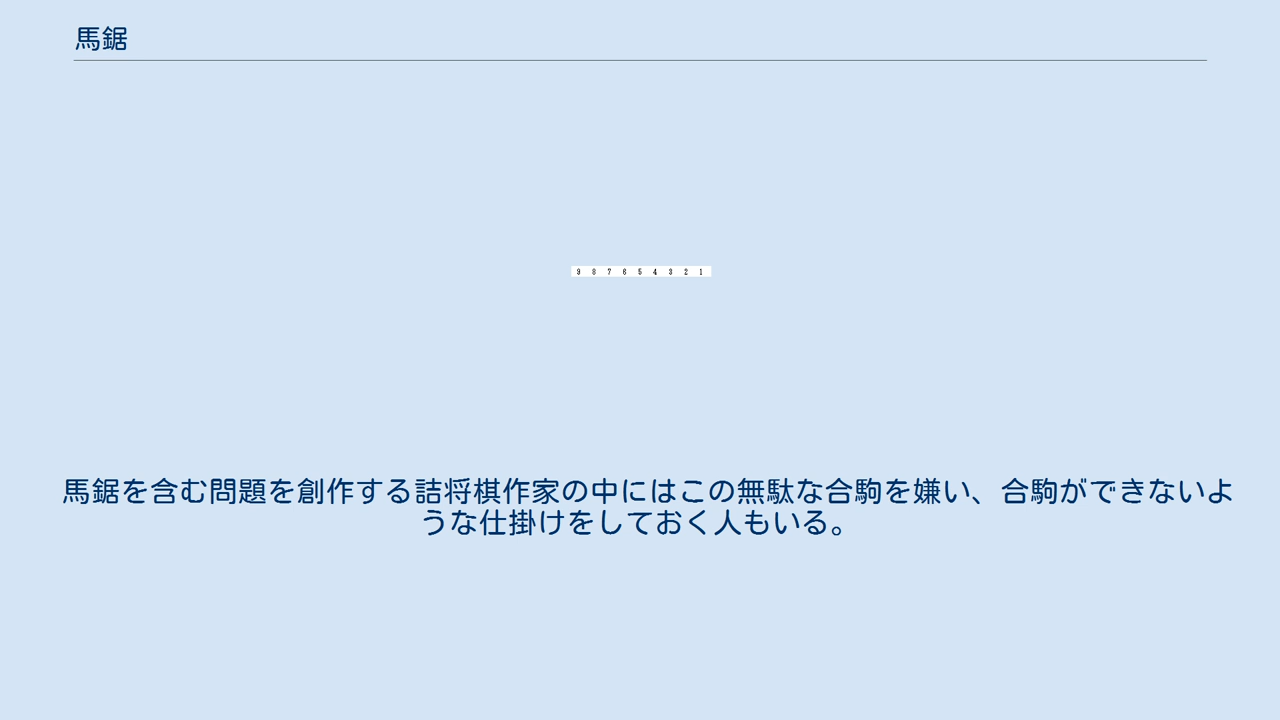 馬鋸
9 8 7 6 5 4 3 2 1
馬鋸を含む問題を創作する詰将棋作家の中にはこの無駄な合駒を嫌い、合駒ができないよ
うな仕掛けをしておく人もいる。